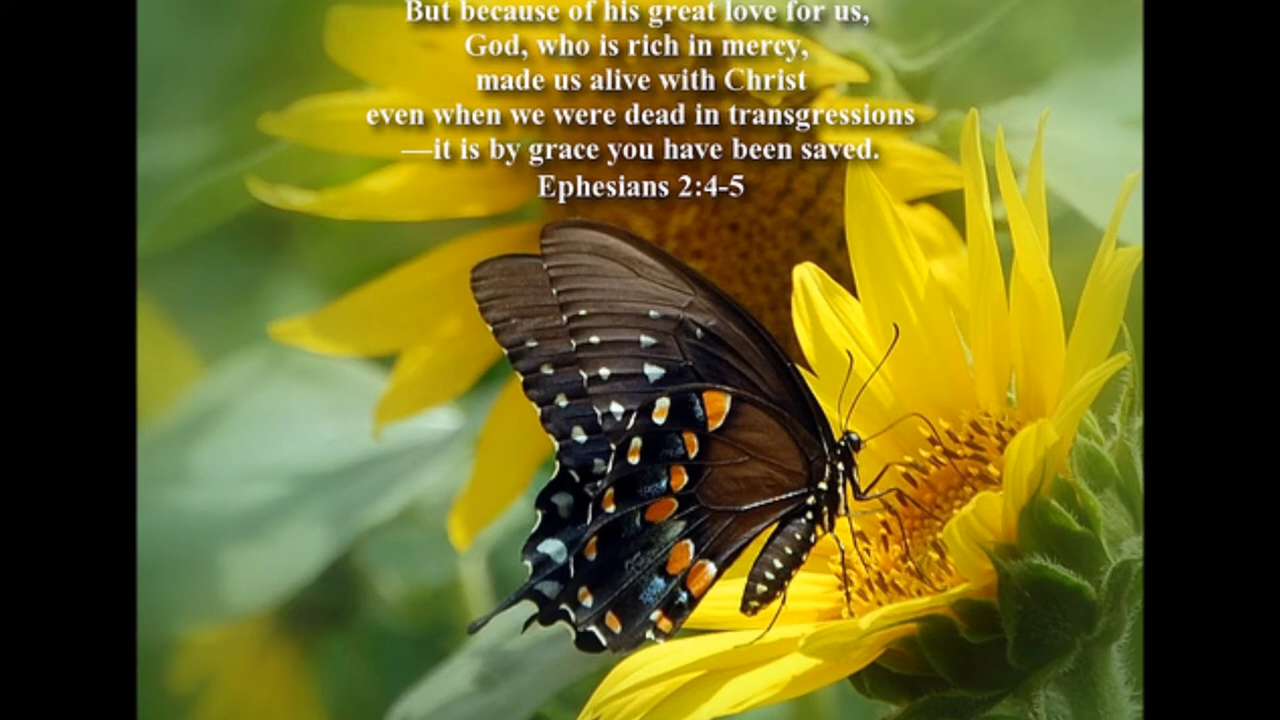 But because of his great love for us,
God, who is rich in mercy,
made us alive with Christ
even when we were dead in transgressions
—it is by grace you have been saved.
Ephesians 2:4-5